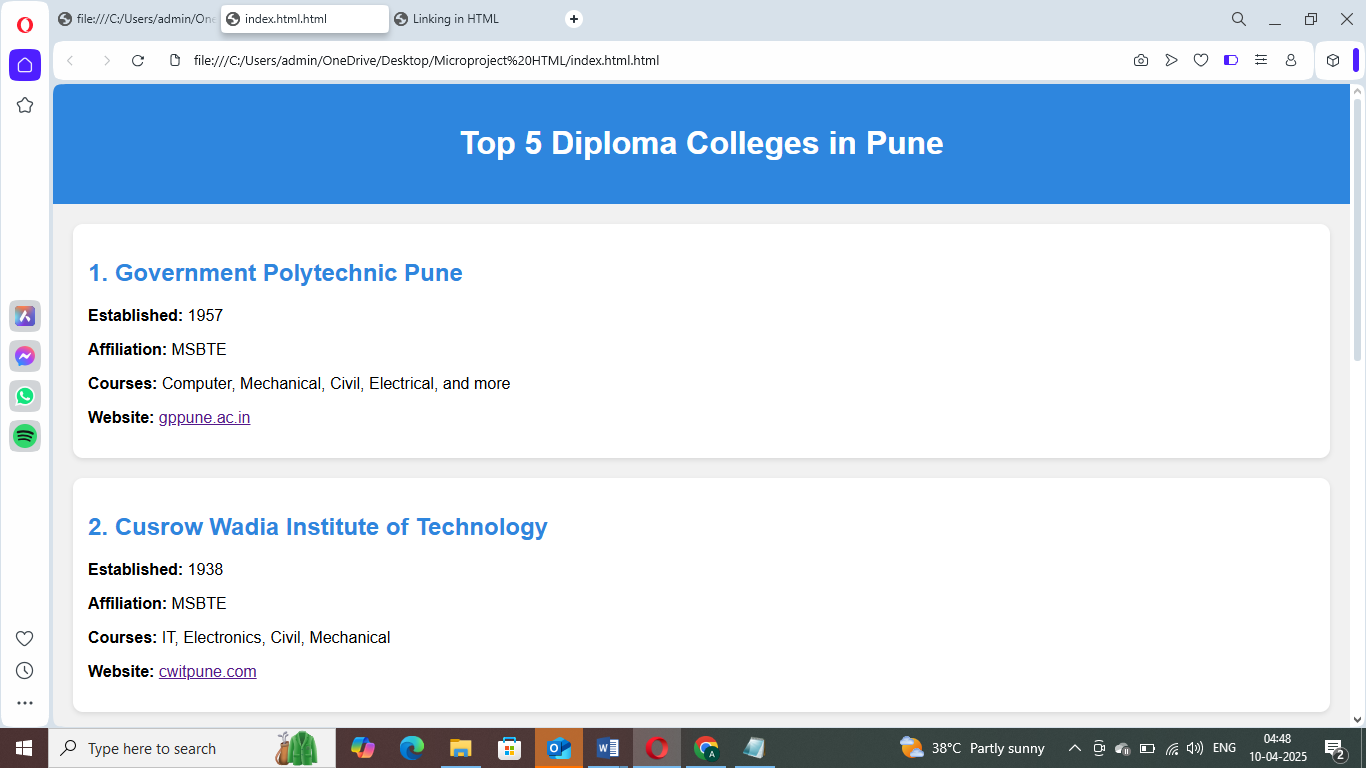 file:///C:/Users/admin/One
index.html.html
Linking in HTML
file:///C:/Users/admin/OneDrive/Desktop/Microproject%20HTML/index.html.html
Top 5 Diploma Colleges in Pune
1. Government Polytechnic Pune
Established: 1957
Affiliation: MSBTE
Courses: Computer, Mechanical, Civil, Electrical, and more
Website: gppune.ac.in
2. Cusrow Wadia Institute of Technology
Established: 1938
Affiliation: MSBTE
Courses: IT, Electronics, Civil, Mechanical
Website: cwitpune.com
Type here to search
38°C Partly sunny
ENG
04:48
10-04-2025
2